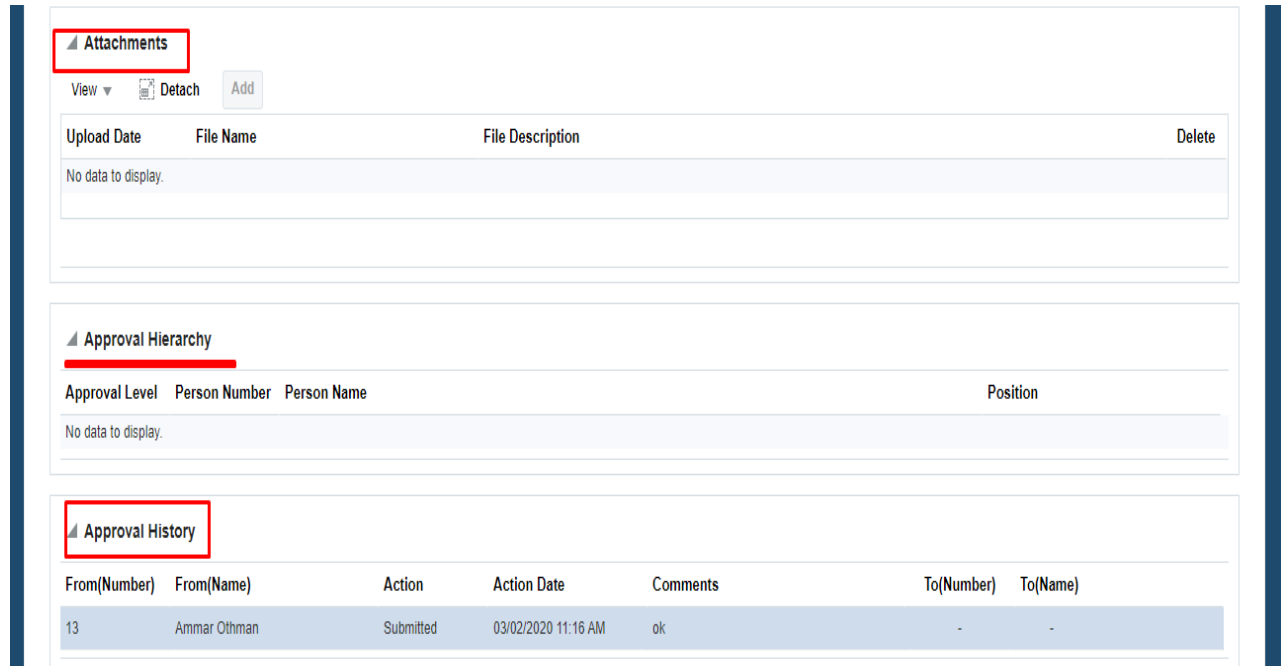 Attachments
View Detach Add
Upload Date File Name File Description Delete
No data to display.
Approval Hierarchy
Approval Level Person Number Person Name Position
No data to display.
Approval History
From(Number) From(Name) Action Action Date Comments To(Number) To(Name)
13 Ammar Othman Submitted 03/02/2020 11:16 AM ok - -